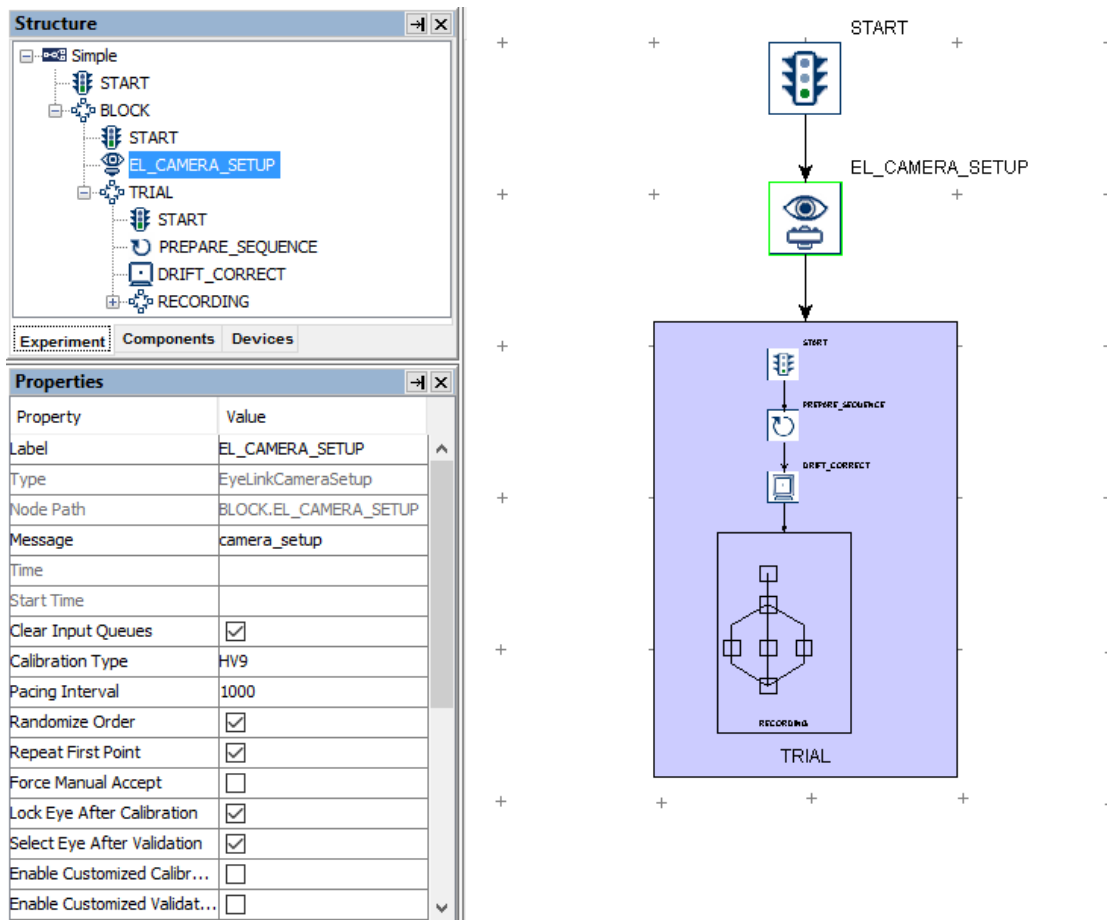 Structure
Simple
START
BLOCK
START
EL_CAMERA_SETUP
TRIAL
START
PREPARE_SEQUENCE
DRIFT_CORRECT
RECORDING
Experiment Components Devices
Properties
Property Value
Label EL_CAMERA_SETUP
Type EyeLinkCameraSetup
Node Path BLOCK.EL_CAMERA_SETUP
Message camera_setup
Time
Start Time
Clear Input Queues
Calibration Type HV9
Pacing Interval 1000
Randomize Order
Repeat First Point
Force Manual Accept
Lock Eye After Calibration
Select Eye After Validation
Enable Customized Calibr...
Enable Customized Validat...
START
EL_CAMERA_SETUP
START
PREPARE_SEQUENCE
DRIFT_CORRECT
RECORDING
TRIAL